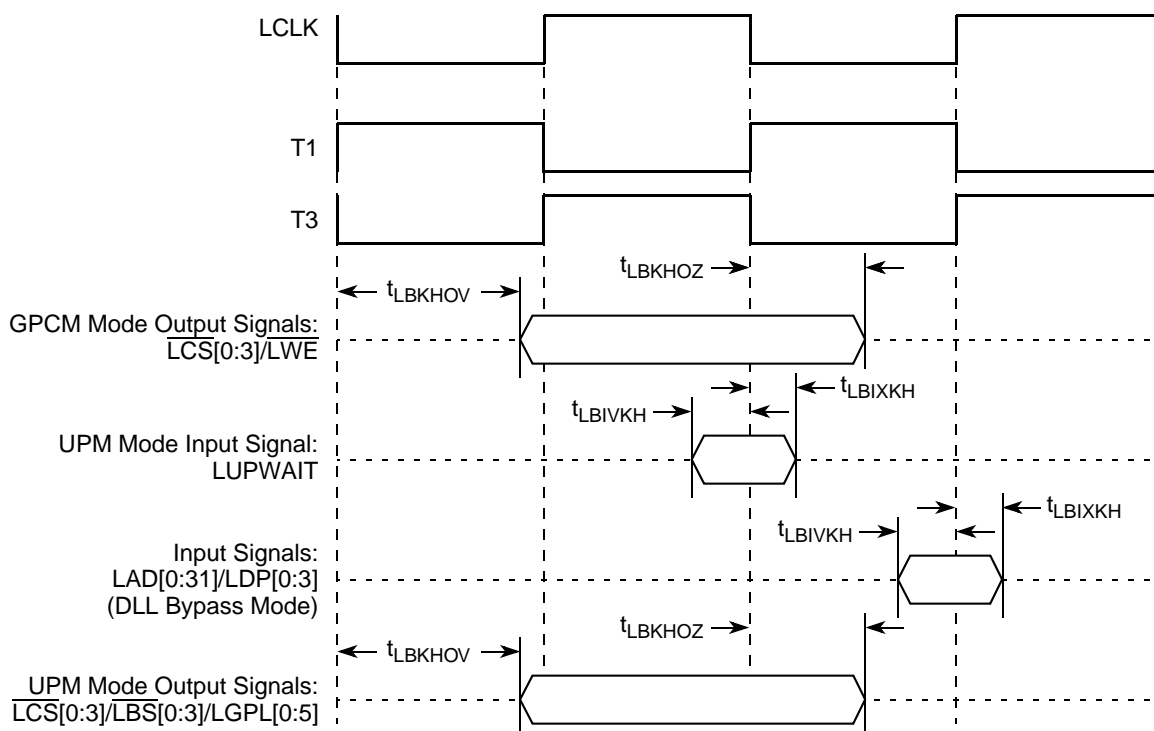 LCLK
T1
T3
tLBKHOZ
tLBKHOV
GPCM Mode Output Signals:
LCS[0:3]/LWE
tLBIXKH
tLBIVKH
UPM Mode Input Signal:
LUPWAIT
tLBIXKH
tLBIVKH
Input Signals:
LAD[0:31]/LDP[0:3]
(DLL Bypass Mode)
tLBKHOZ
tLBKHOV
UPM Mode Output Signals:
LCS[0:3]/LBS[0:3]/LGPL[0:5]